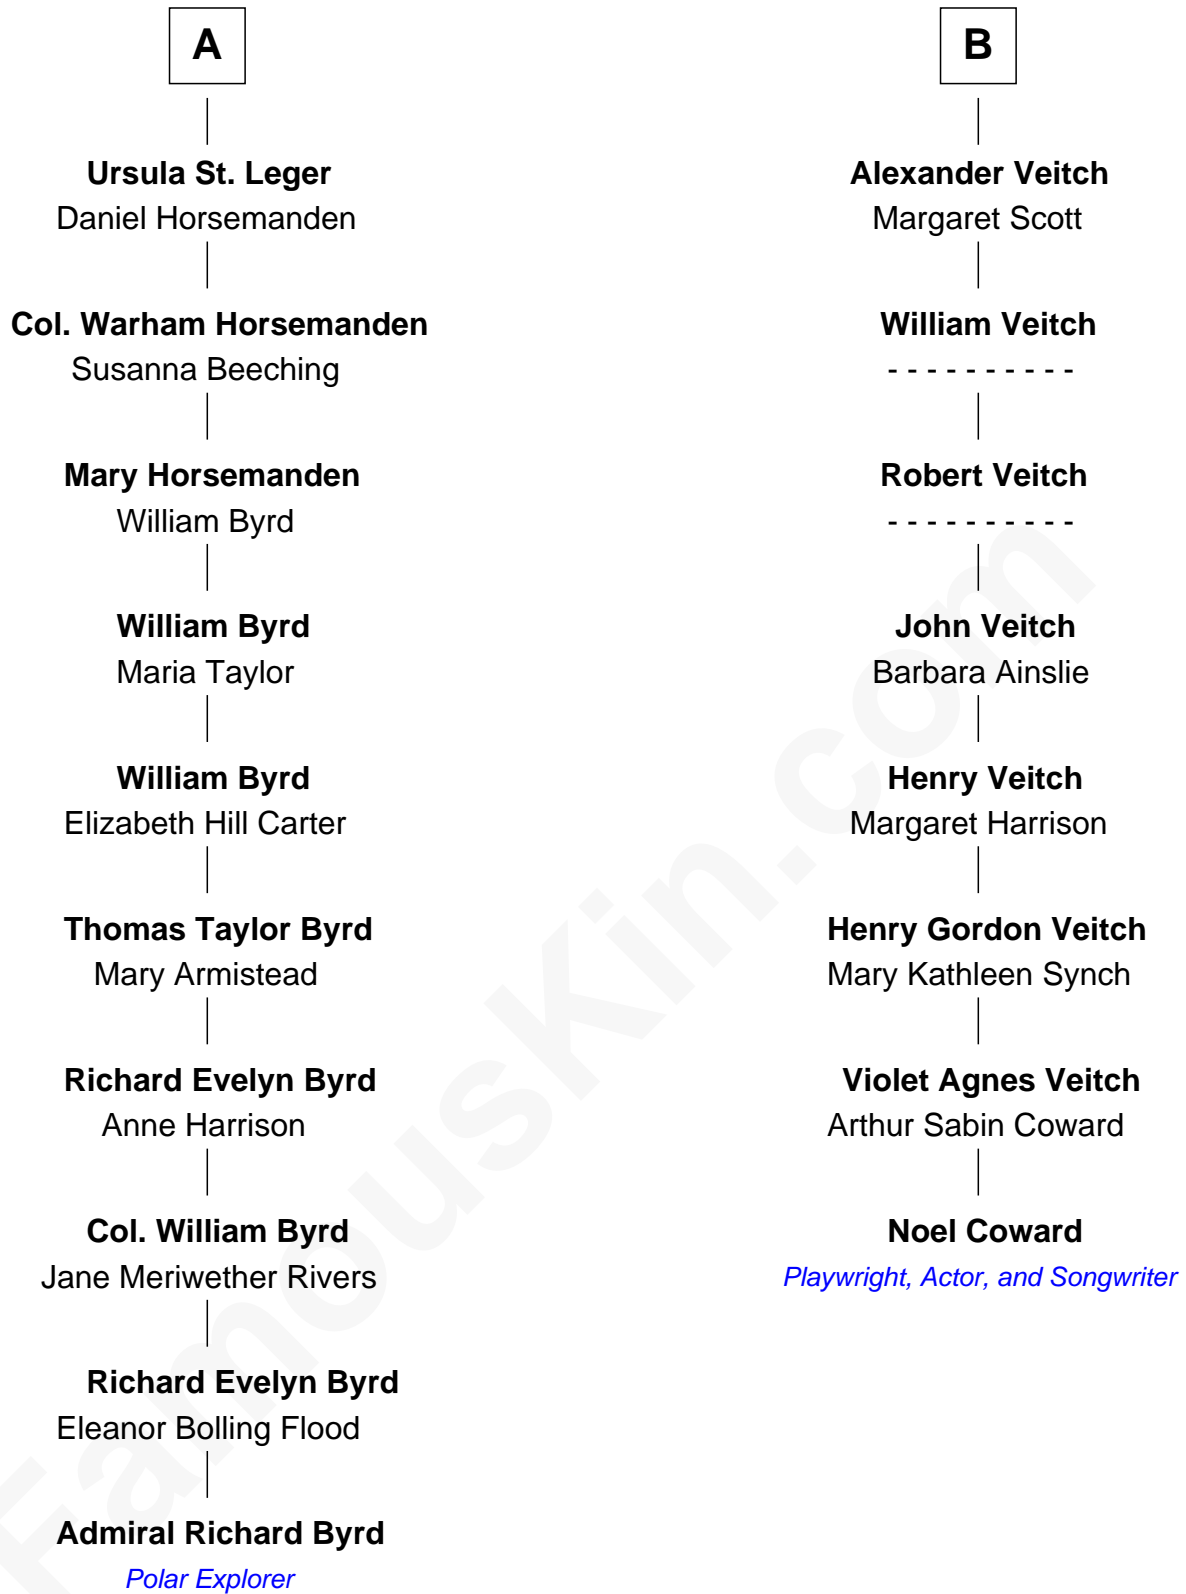 A
Ursula St. Leger
Daniel Horsemanden
Col. Warham Horsemanden
Susanna Beeching
Mary Horsemanden
William Byrd
William Byrd
Maria Taylor
William Byrd
Elizabeth Hill Carter
Thomas Taylor Byrd
Mary Armistead
Richard Evelyn Byrd
Anne Harrison
Col. William Byrd
Jane Meriwether Rivers
Richard Evelyn Byrd
Eleanor Bolling Flood
Admiral Richard Byrd
Polar Explorer
B
Alexander Veitch
Margaret Scott
William Veitch
- - - - - - - - - -
Robert Veitch
- - - - - - - - - -
John Veitch
Barbara Ainslie
Henry Veitch
Margaret Harrison
Henry Gordon Veitch
Mary Kathleen Synch
Violet Agnes Veitch
Arthur Sabin Coward
Noel Coward
Playwright, Actor, and Songwriter
FamousKin.com